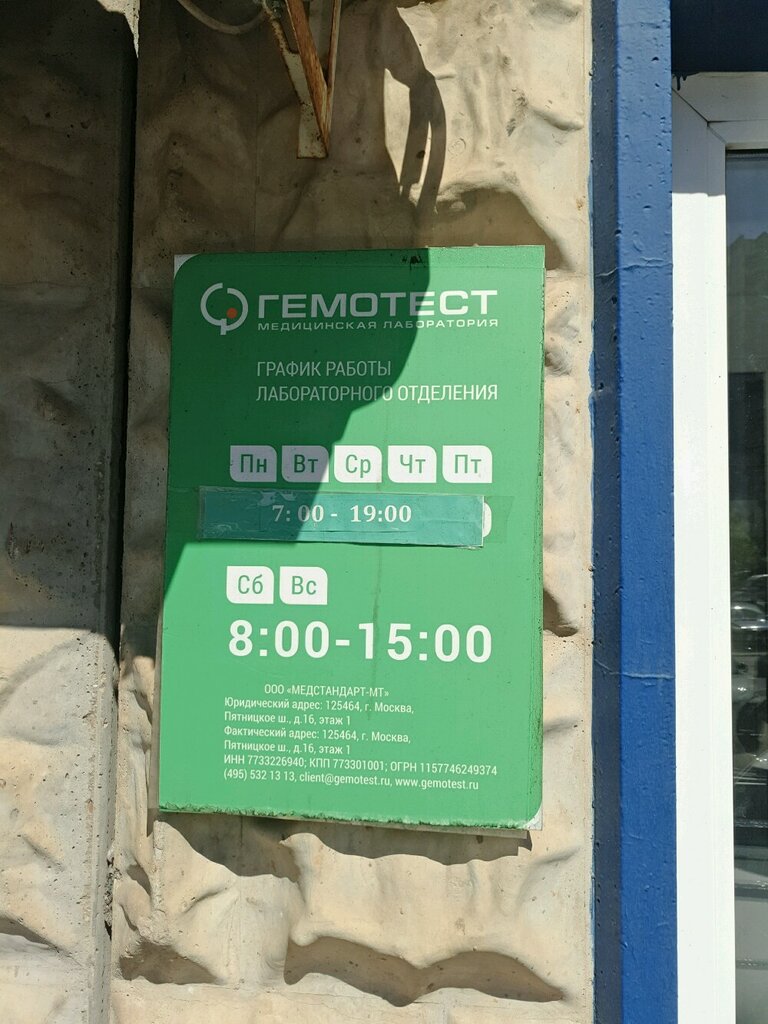 ГЕМОТЕСТ
МЕДИЦИНСКАЯ ЛАБОРАТОРИЯ
ГРАФИК РАБОТЫ
ЛАБОРАТОРНОГО ОТДЕЛЕНИЯ
Пн Вт Ср Чт Пт
7:00 - 19:00
Сб Вс
8:00-15:00
ООО «МЕДСТАНДАРТ-МТ»
Юридический адрес: 125464, г. Москва,
Пятницкое ш., д.16, этаж 1
Фактический адрес: 125464, г. Москва,
Пятницкое ш., д.16, этаж 1
ИНН 7733226940; КПП 773301001; ОГРН 1157746249374
(495) 532 13 13, client@gemotest.ru, www.gemotest.ru